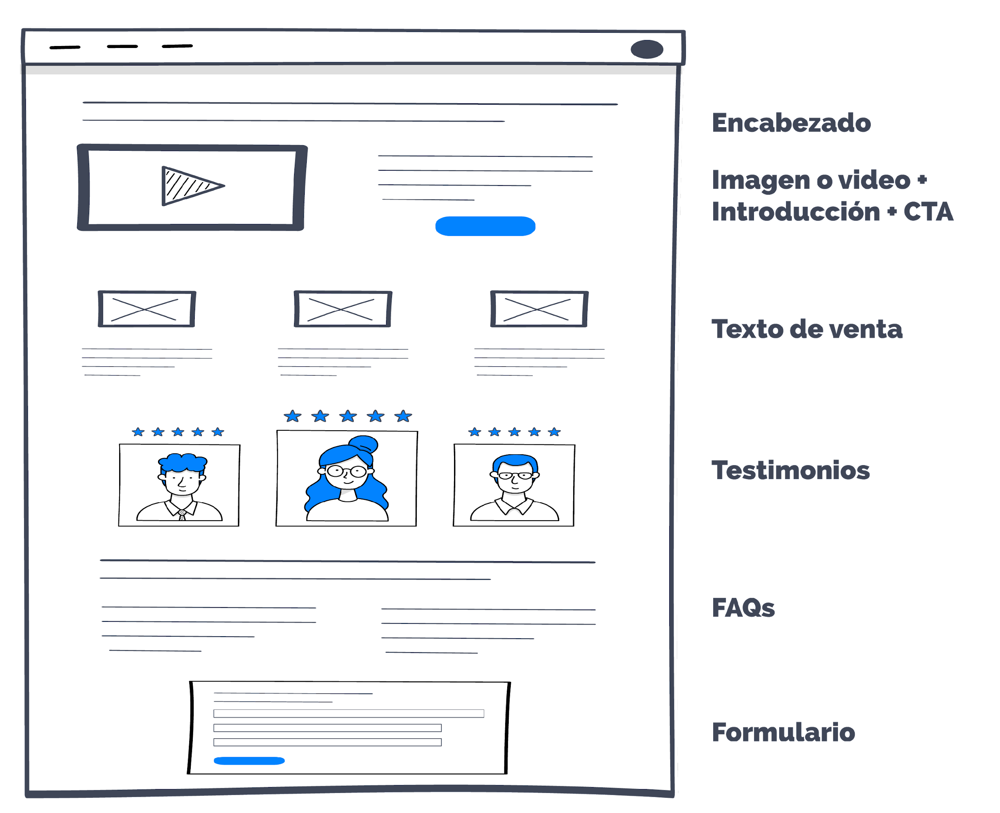 Encabezado
Imagen o video +
Introducción + CTA
Texto de venta
Testimonios
FAQs
Formulario